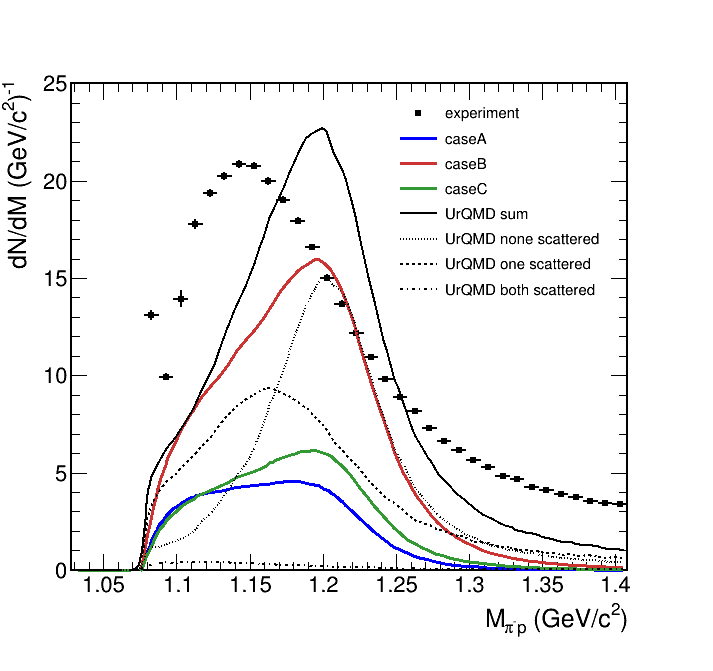 dN/dM (GeV/c²)⁻¹
25
20
15
10
5
0
experiment
caseA
caseB
caseC
UrQMD sum
UrQMD none scattered
UrQMD one scattered
UrQMD both scattered
1.05 1.1 1.15 1.2 1.25 1.3 1.35 1.4
M_π⁻p (GeV/c²)